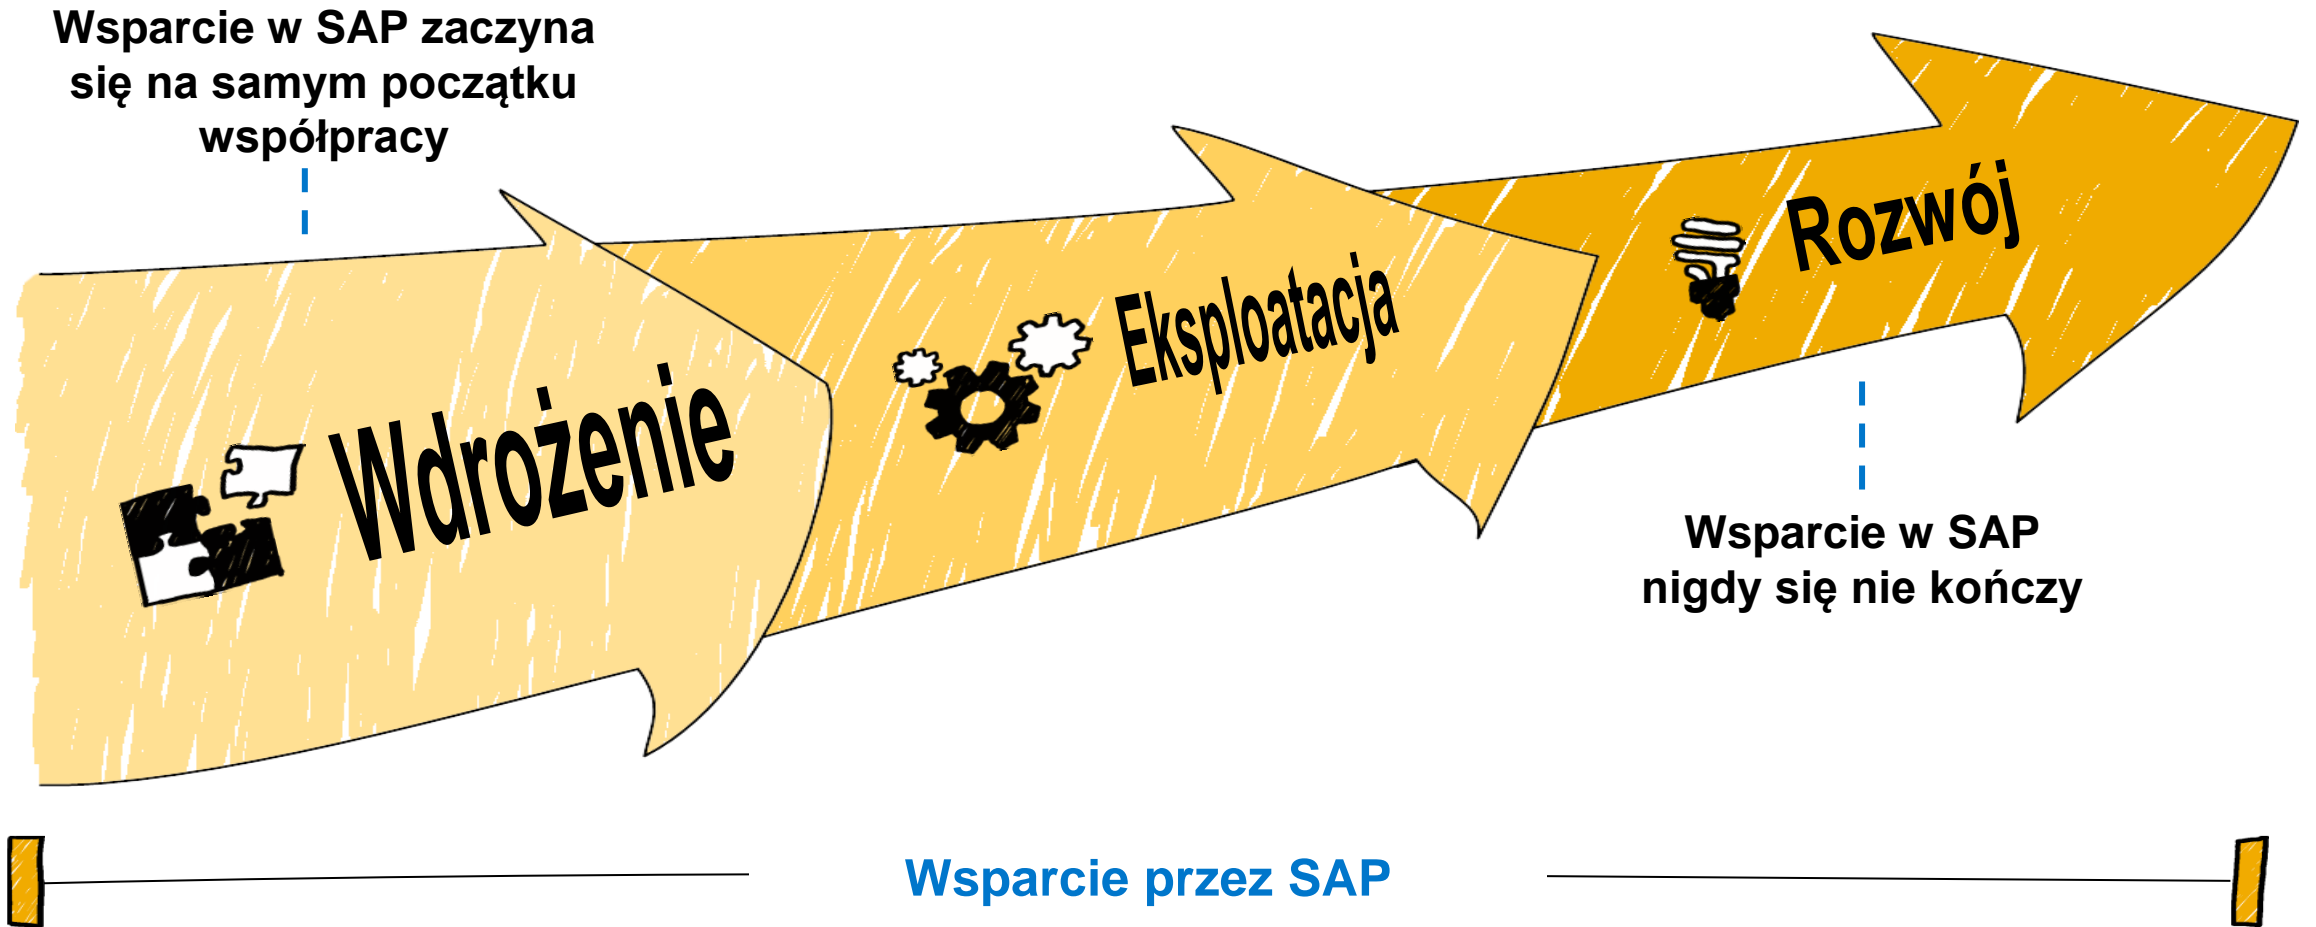 Wsparcie w SAP zaczyna
się na samym początku
współpracy
Wdrożenie
Eksploatacja
Rozwój
Wsparcie w SAP
nigdy się nie kończy
Wsparcie przez SAP